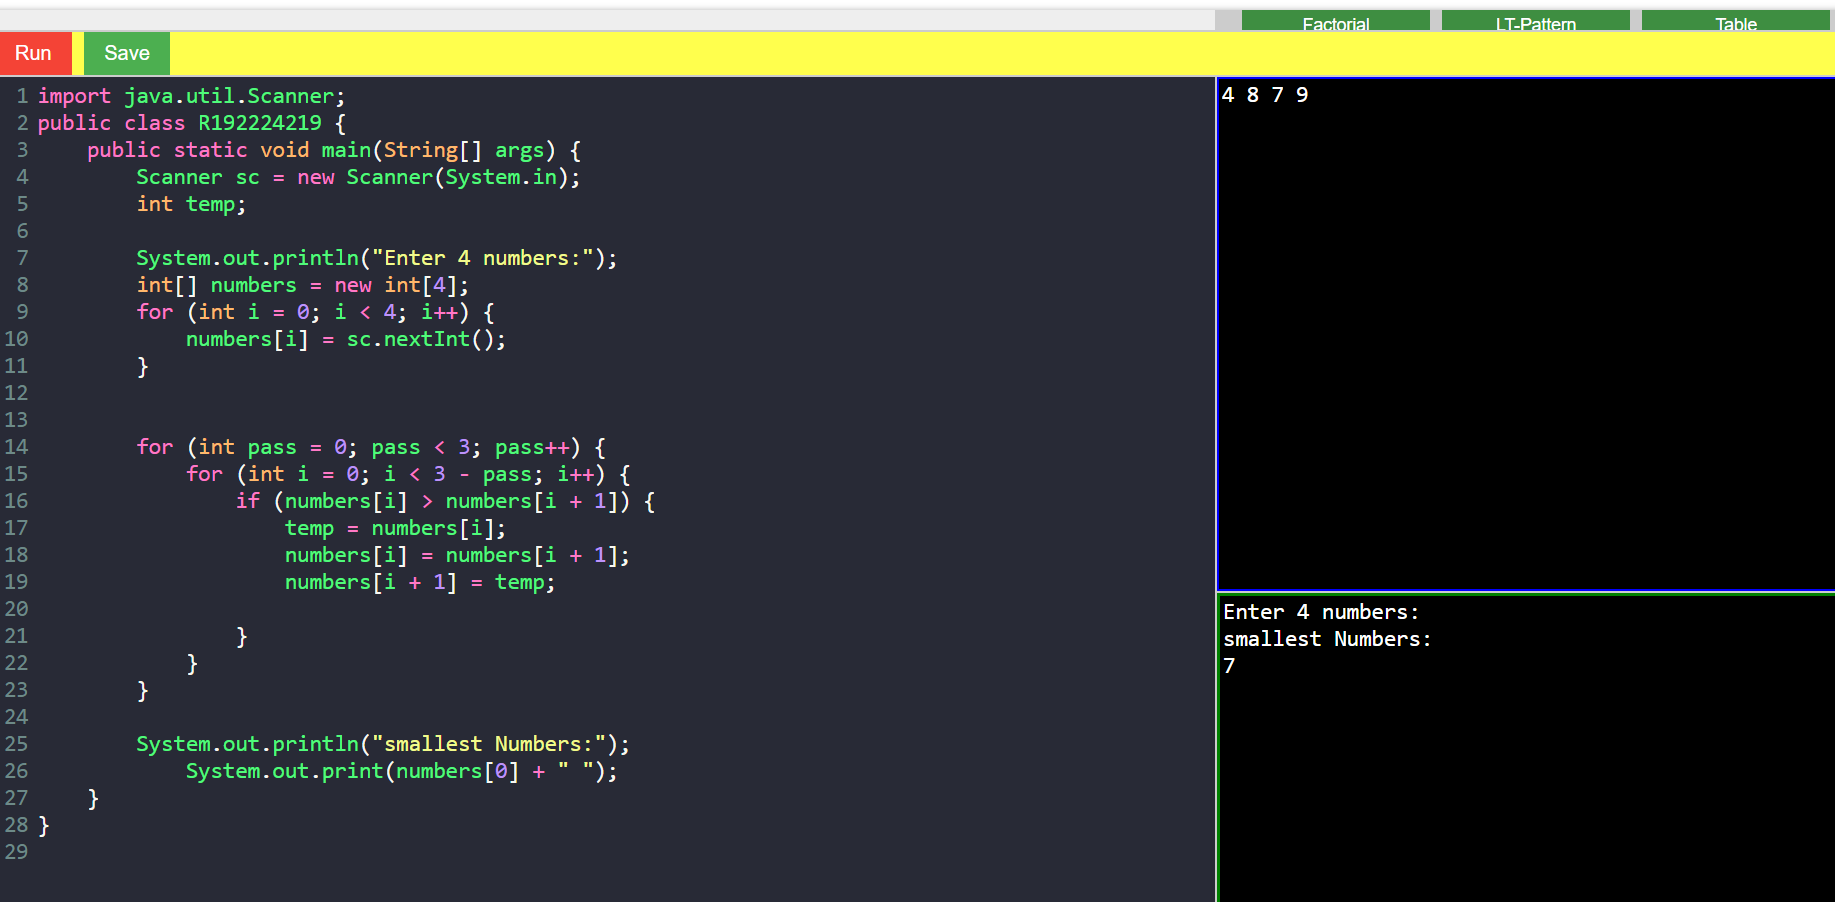 Factorial LT-Pattern Table
Run Save
1 import java.util.Scanner;
2 public class R192224219 {
3     public static void main(String[] args) {
4         Scanner sc = new Scanner(System.in);
5         int temp;
6
7         System.out.println("Enter 4 numbers:");
8         int[] numbers = new int[4];
9         for (int i = 0; i < 4; i++) {
10             numbers[i] = sc.nextInt();
11         }
12
13
14         for (int pass = 0; pass < 3; pass++) {
15             for (int i = 0; i < 3 - pass; i++) {
16                 if (numbers[i] > numbers[i + 1]) {
17                     temp = numbers[i];
18                     numbers[i] = numbers[i + 1];
19                     numbers[i + 1] = temp;
20
21                 }
22             }
23         }
24
25         System.out.println("smallest Numbers:");
26             System.out.print(numbers[0] + " ");
27     }
28 }
29
4 8 7 9
Enter 4 numbers:
smallest Numbers:
7